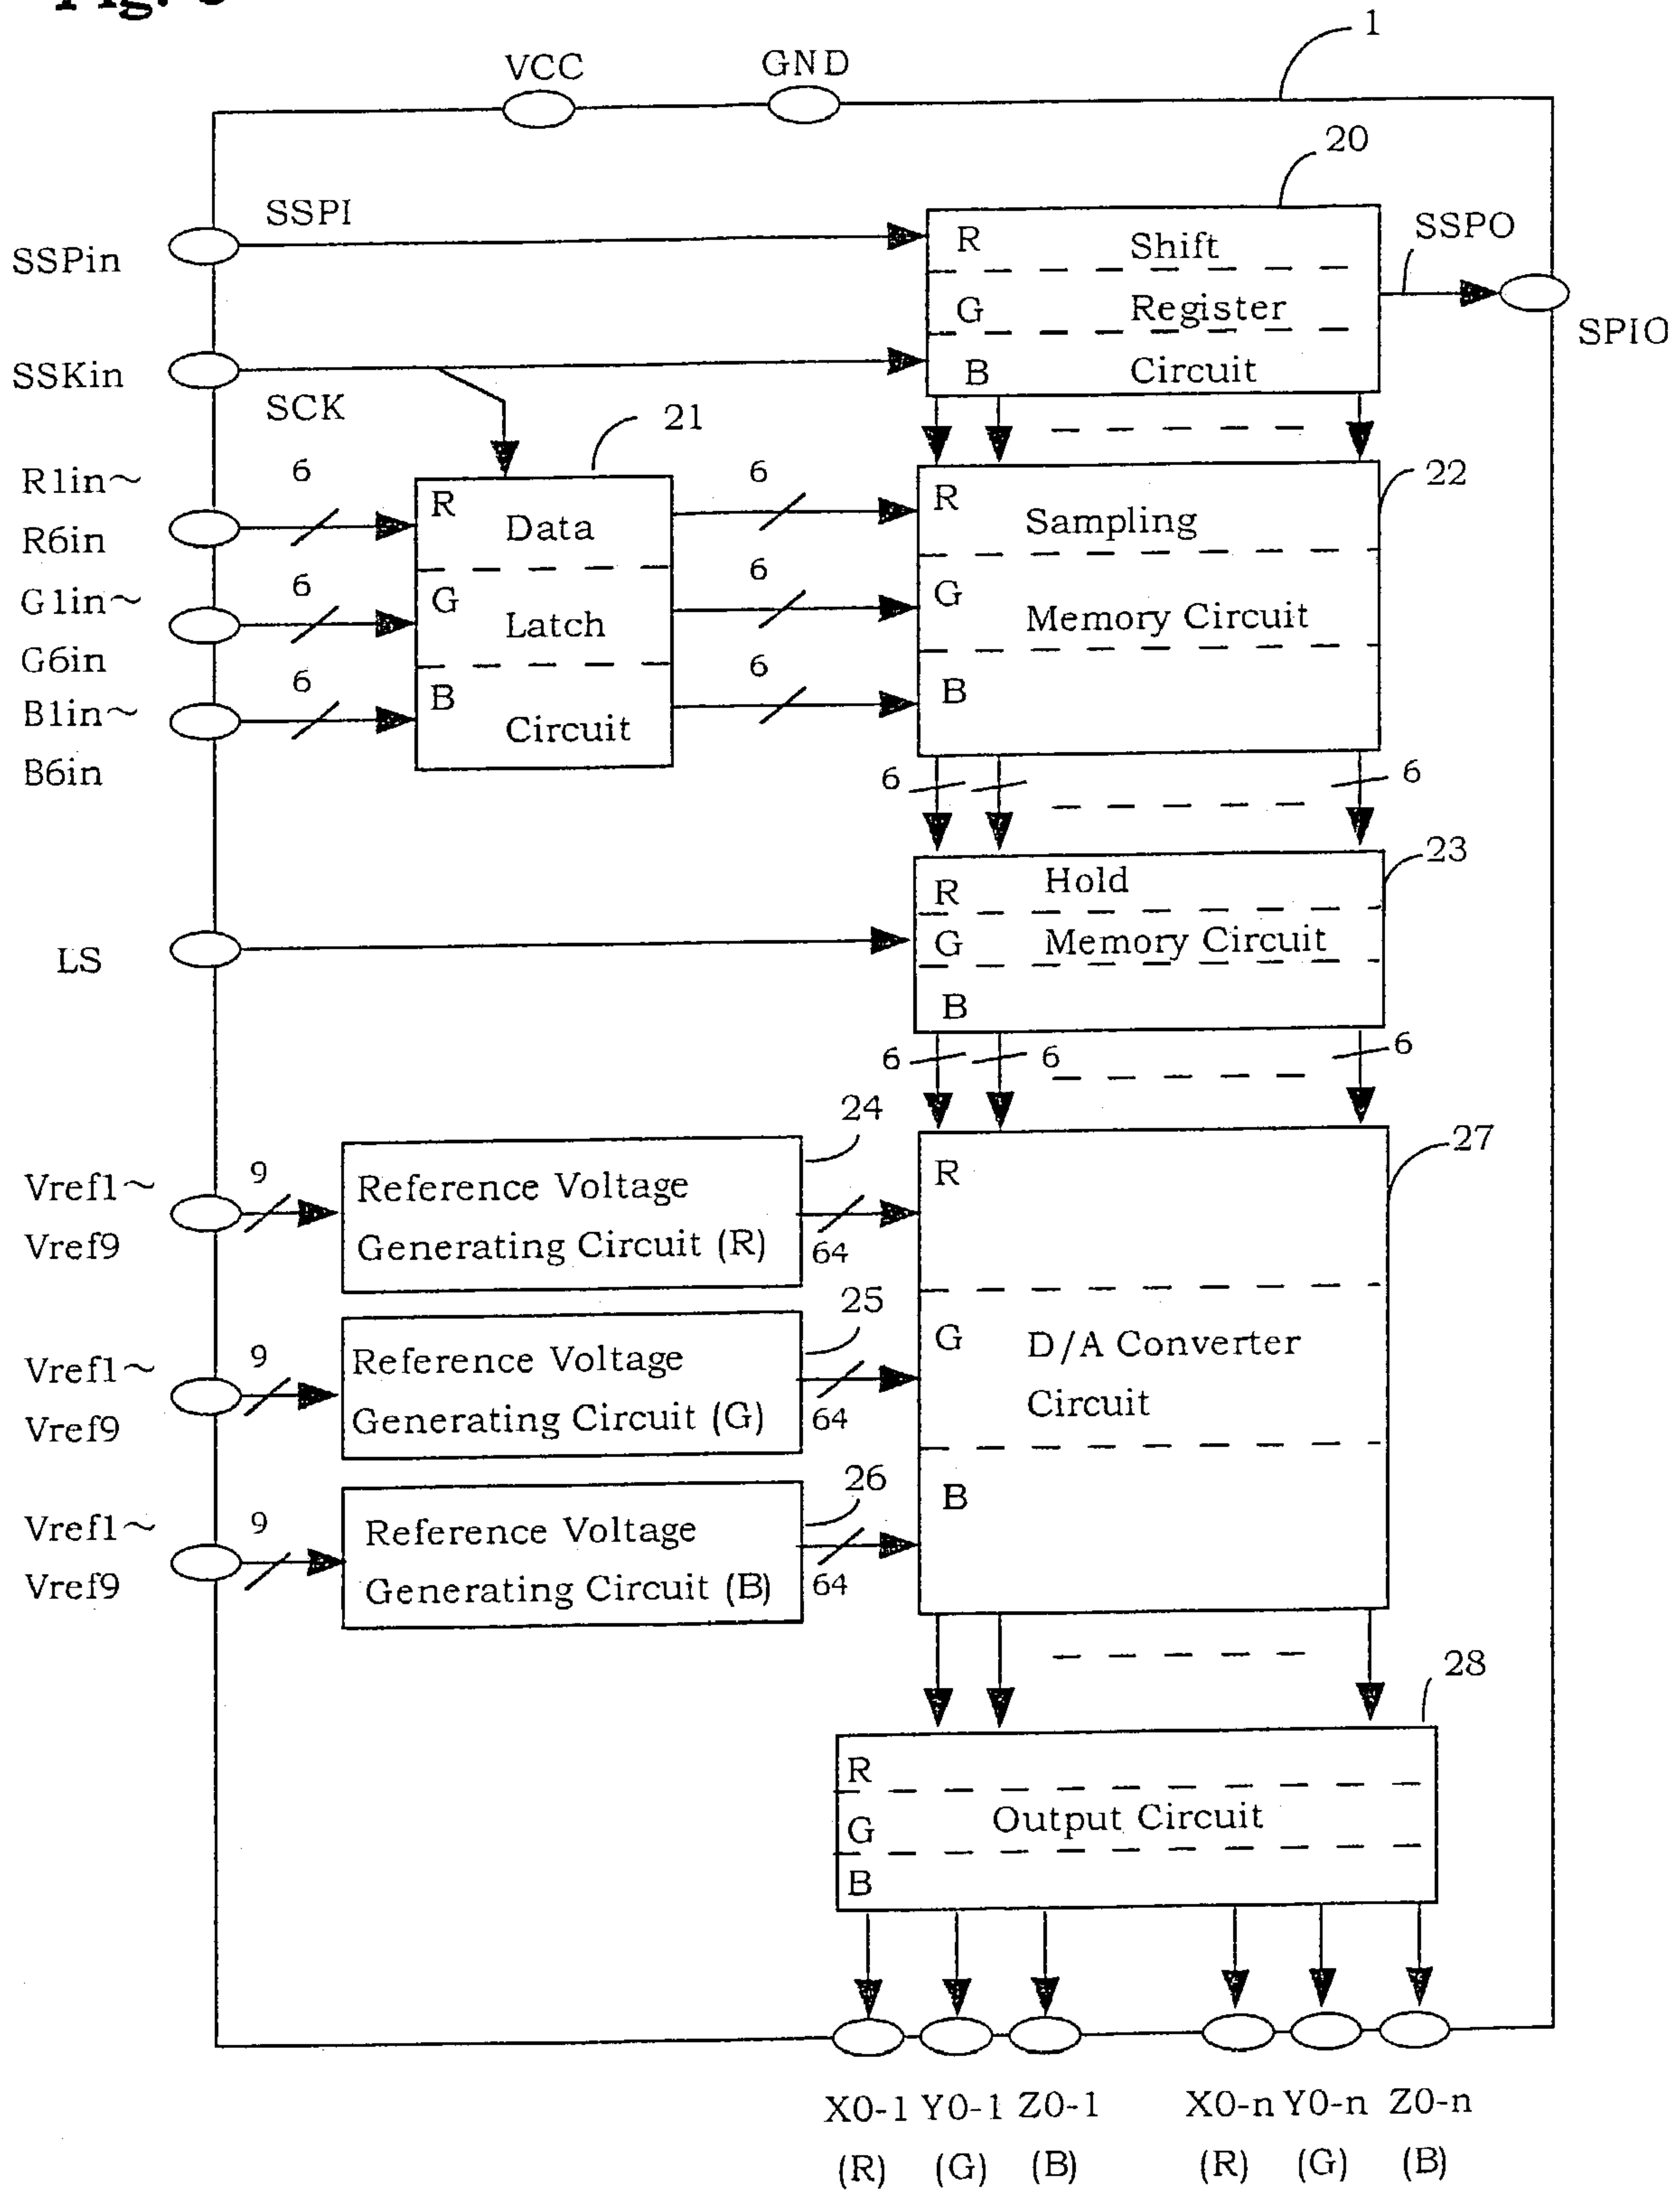 Fig.
1
VCC
GND
20
SSPI
SSPin
R
Shift
SSPO
G
Register
SPIO
SSKin
B
Circuit
SCK
21
R1in~
6
6
22
R
Data
R
Sampling
R6in
6
6
G1in~
G
Latch
G
Memory Circuit
G6in
6
6
B1in~
B
Circuit
B
B6in
6
6
23
R
Hold
LS
G
Memory Circuit
B
6
6
6
24
27
Vref1~
9
Reference Voltage
R
Vref9
Generating Circuit (R)
64
25
Vref1~
9
Reference Voltage
G
D/A Converter
Vref9
Generating Circuit (G)
64
Circuit
26
B
Vref1~
9
Reference Voltage
Vref9
Generating Circuit (B)
64
28
R
G
Output Circuit
B
X0-1 Y0-1 Z0-1 X0-n Y0-n Z0-n
(R) (G) (B) (R) (G) (B)